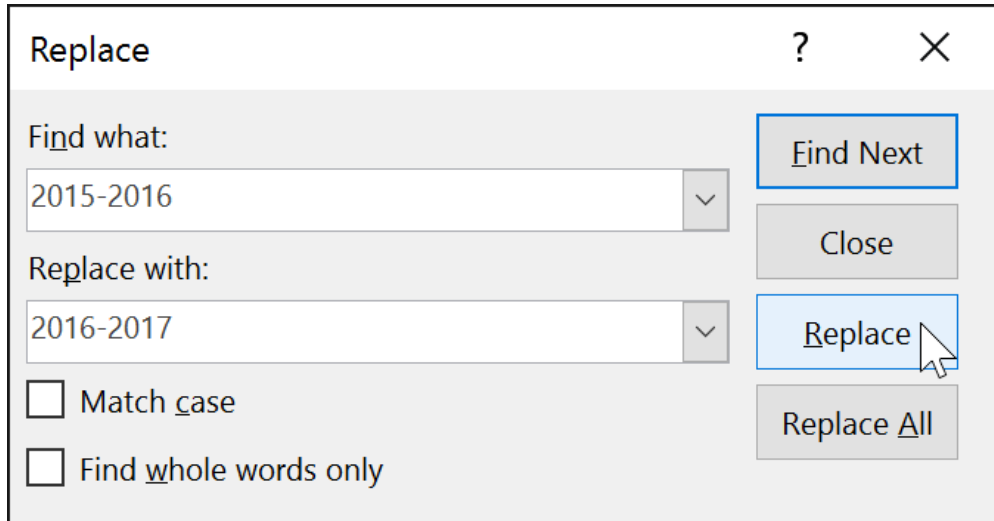 Replace ?
Find what:
2015-2016
Find Next
Close
Replace with:
2016-2017
Replace
Match case
Replace All
Find whole words only